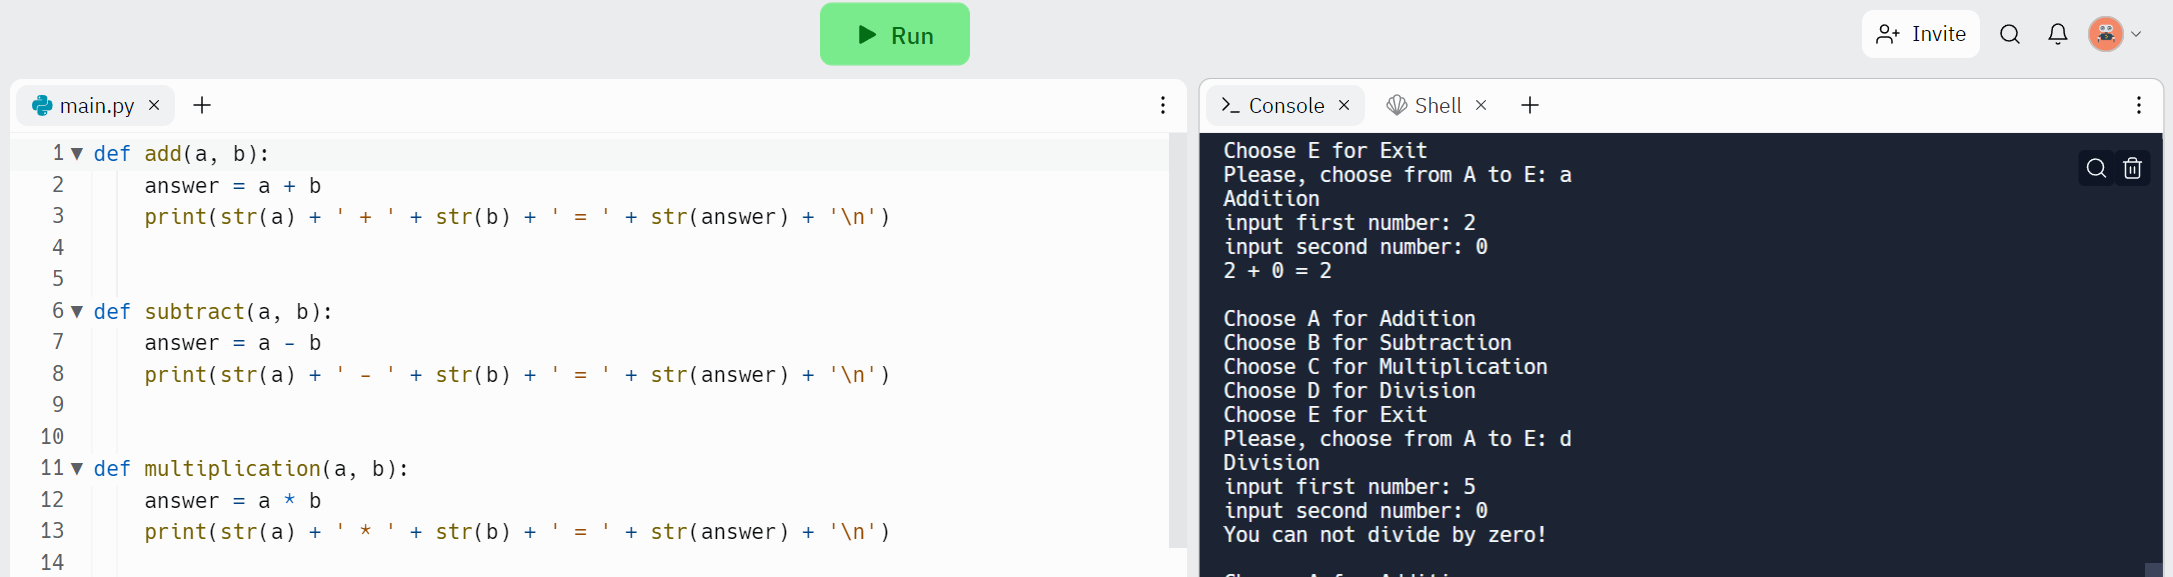 Run
Invite
main.py
1 def add(a, b):
2 answer = a + b
3 print(str(a) + ' + ' + str(b) + ' = ' + str(answer) + '\n')
4
5
6 def subtract(a, b):
7 answer = a - b
8 print(str(a) + ' - ' + str(b) + ' = ' + str(answer) + '\n')
9
10
11 def multiplication(a, b):
12 answer = a * b
13 print(str(a) + ' * ' + str(b) + ' = ' + str(answer) + '\n')
14
Console
Shell
Choose E for Exit
Please, choose from A to E: a
Addition
input first number: 2
input second number: 0
2 + 0 = 2
Choose A for Addition
Choose B for Subtraction
Choose C for Multiplication
Choose D for Division
Choose E for Exit
Please, choose from A to E: d
Division
input first number: 5
input second number: 0
You can not divide by zero!